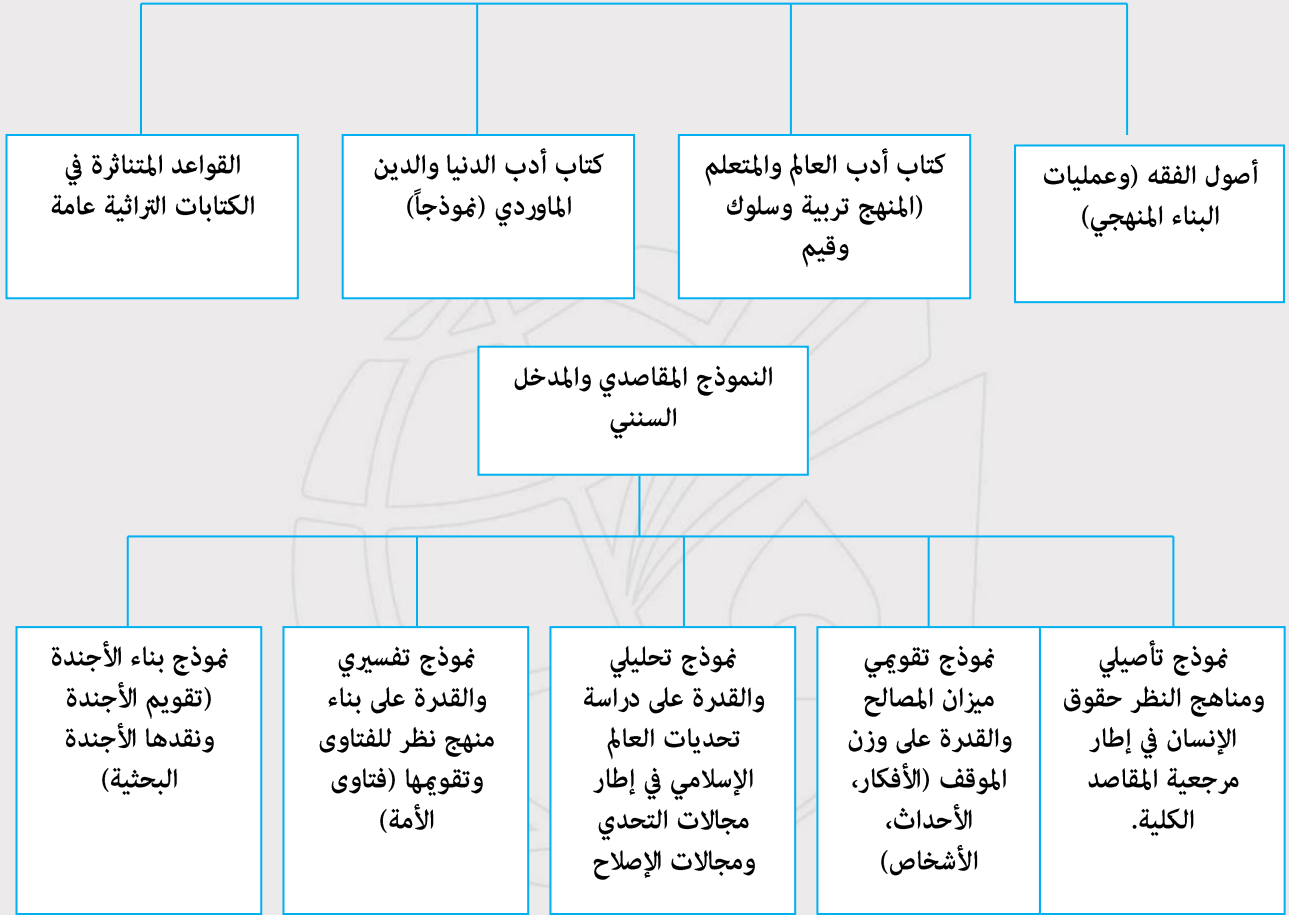 أصول الفقه (وعمليات
البناء المنهجي)
كتاب أدب العالم والمتعلم
(المنهج تربية وسلوك
وقيم
كتاب أدب الدنيا والدين
الماوردي (نموذجاً)
القواعد المتناثرة في
الكتابات التراثية عامة
النموذج المقاصدي والمدخل
السنني
نموذج تأصيلي
ومناهج النظر حقوق
الإنسان في إطار
مرجعية المقاصد
الكلية.
نموذج تقويمي
ميزان المصالح
والقدرة على وزن
الموقف (الأفكار،
الأحداث،
الأشخاص)
نموذج تحليلي
والقدرة على دراسة
تحديات العالم
الإسلامي في إطار
مجالات التحدي
ومجالات الإصلاح
نموذج تفسيري
والقدرة على بناء
منهج نظر للفتاوى
وتقويمها (فتاوى
الأمة)
نموذج بناء الأجندة
(تقويم الأجندة
ونقدها الأجندة
البحثية)